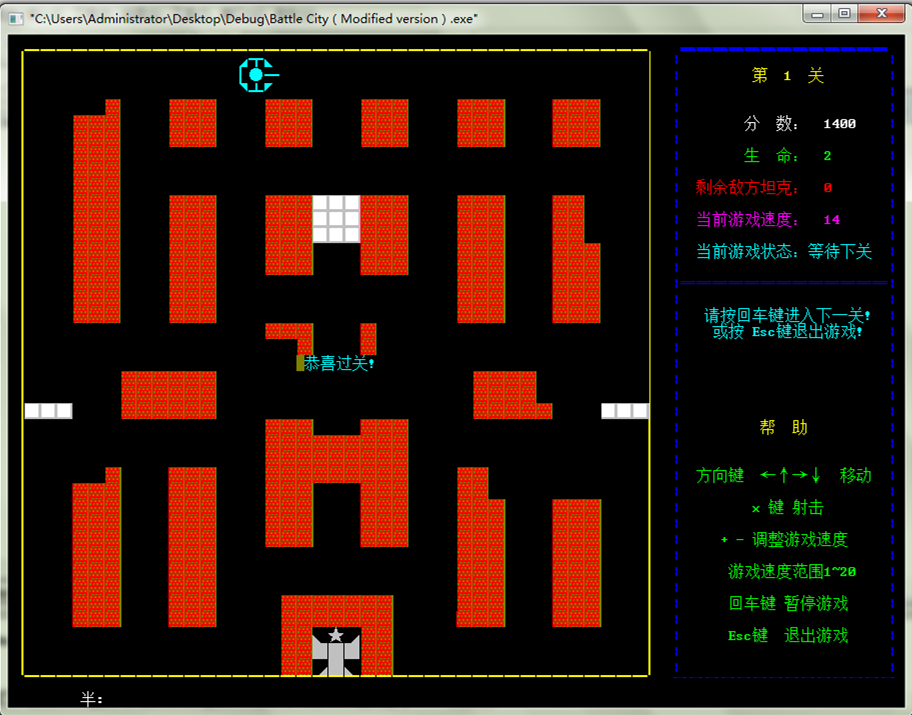 "C:\Users\Administrator\Desktop\Debug\Battle City ( Modified version ) .exe"
第 1 关
分 数: 1400
生 命: 2
剩余敌方坦克: 0
当前游戏速度: 14
当前游戏状态: 等待下关
请按回车键进入下一关!
或按 Esc键退出游戏!
恭喜过关!
帮 助
方向键 ←↑→↓ 移动
x 键 射击
+ - 调整游戏速度
游戏速度范围1~20
回车键 暂停游戏
Esc键 退出游戏
半: